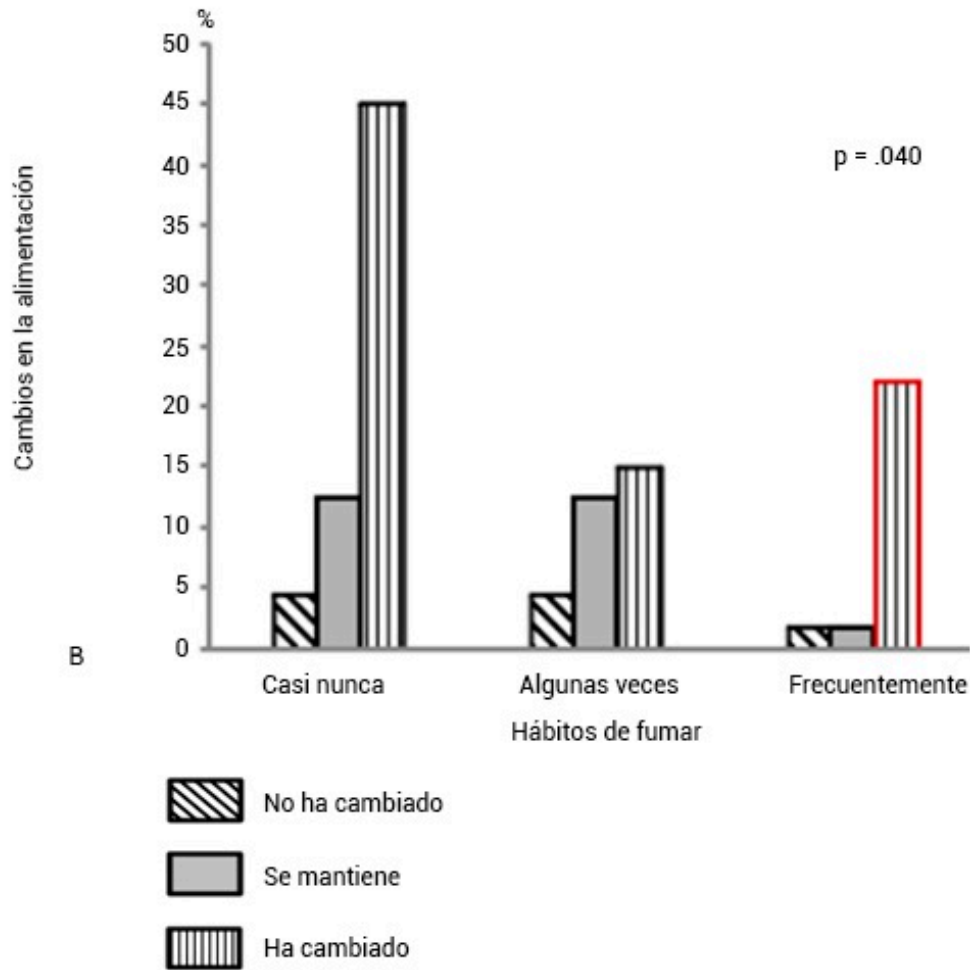 %
50
45
40
35
30
25
20
15
10
5
0
Cambios en la alimentación
p = .040
B
Casi nunca
Algunas veces
Frecuentemente
Hábitos de fumar
No ha cambiado
Se mantiene
Ha cambiado